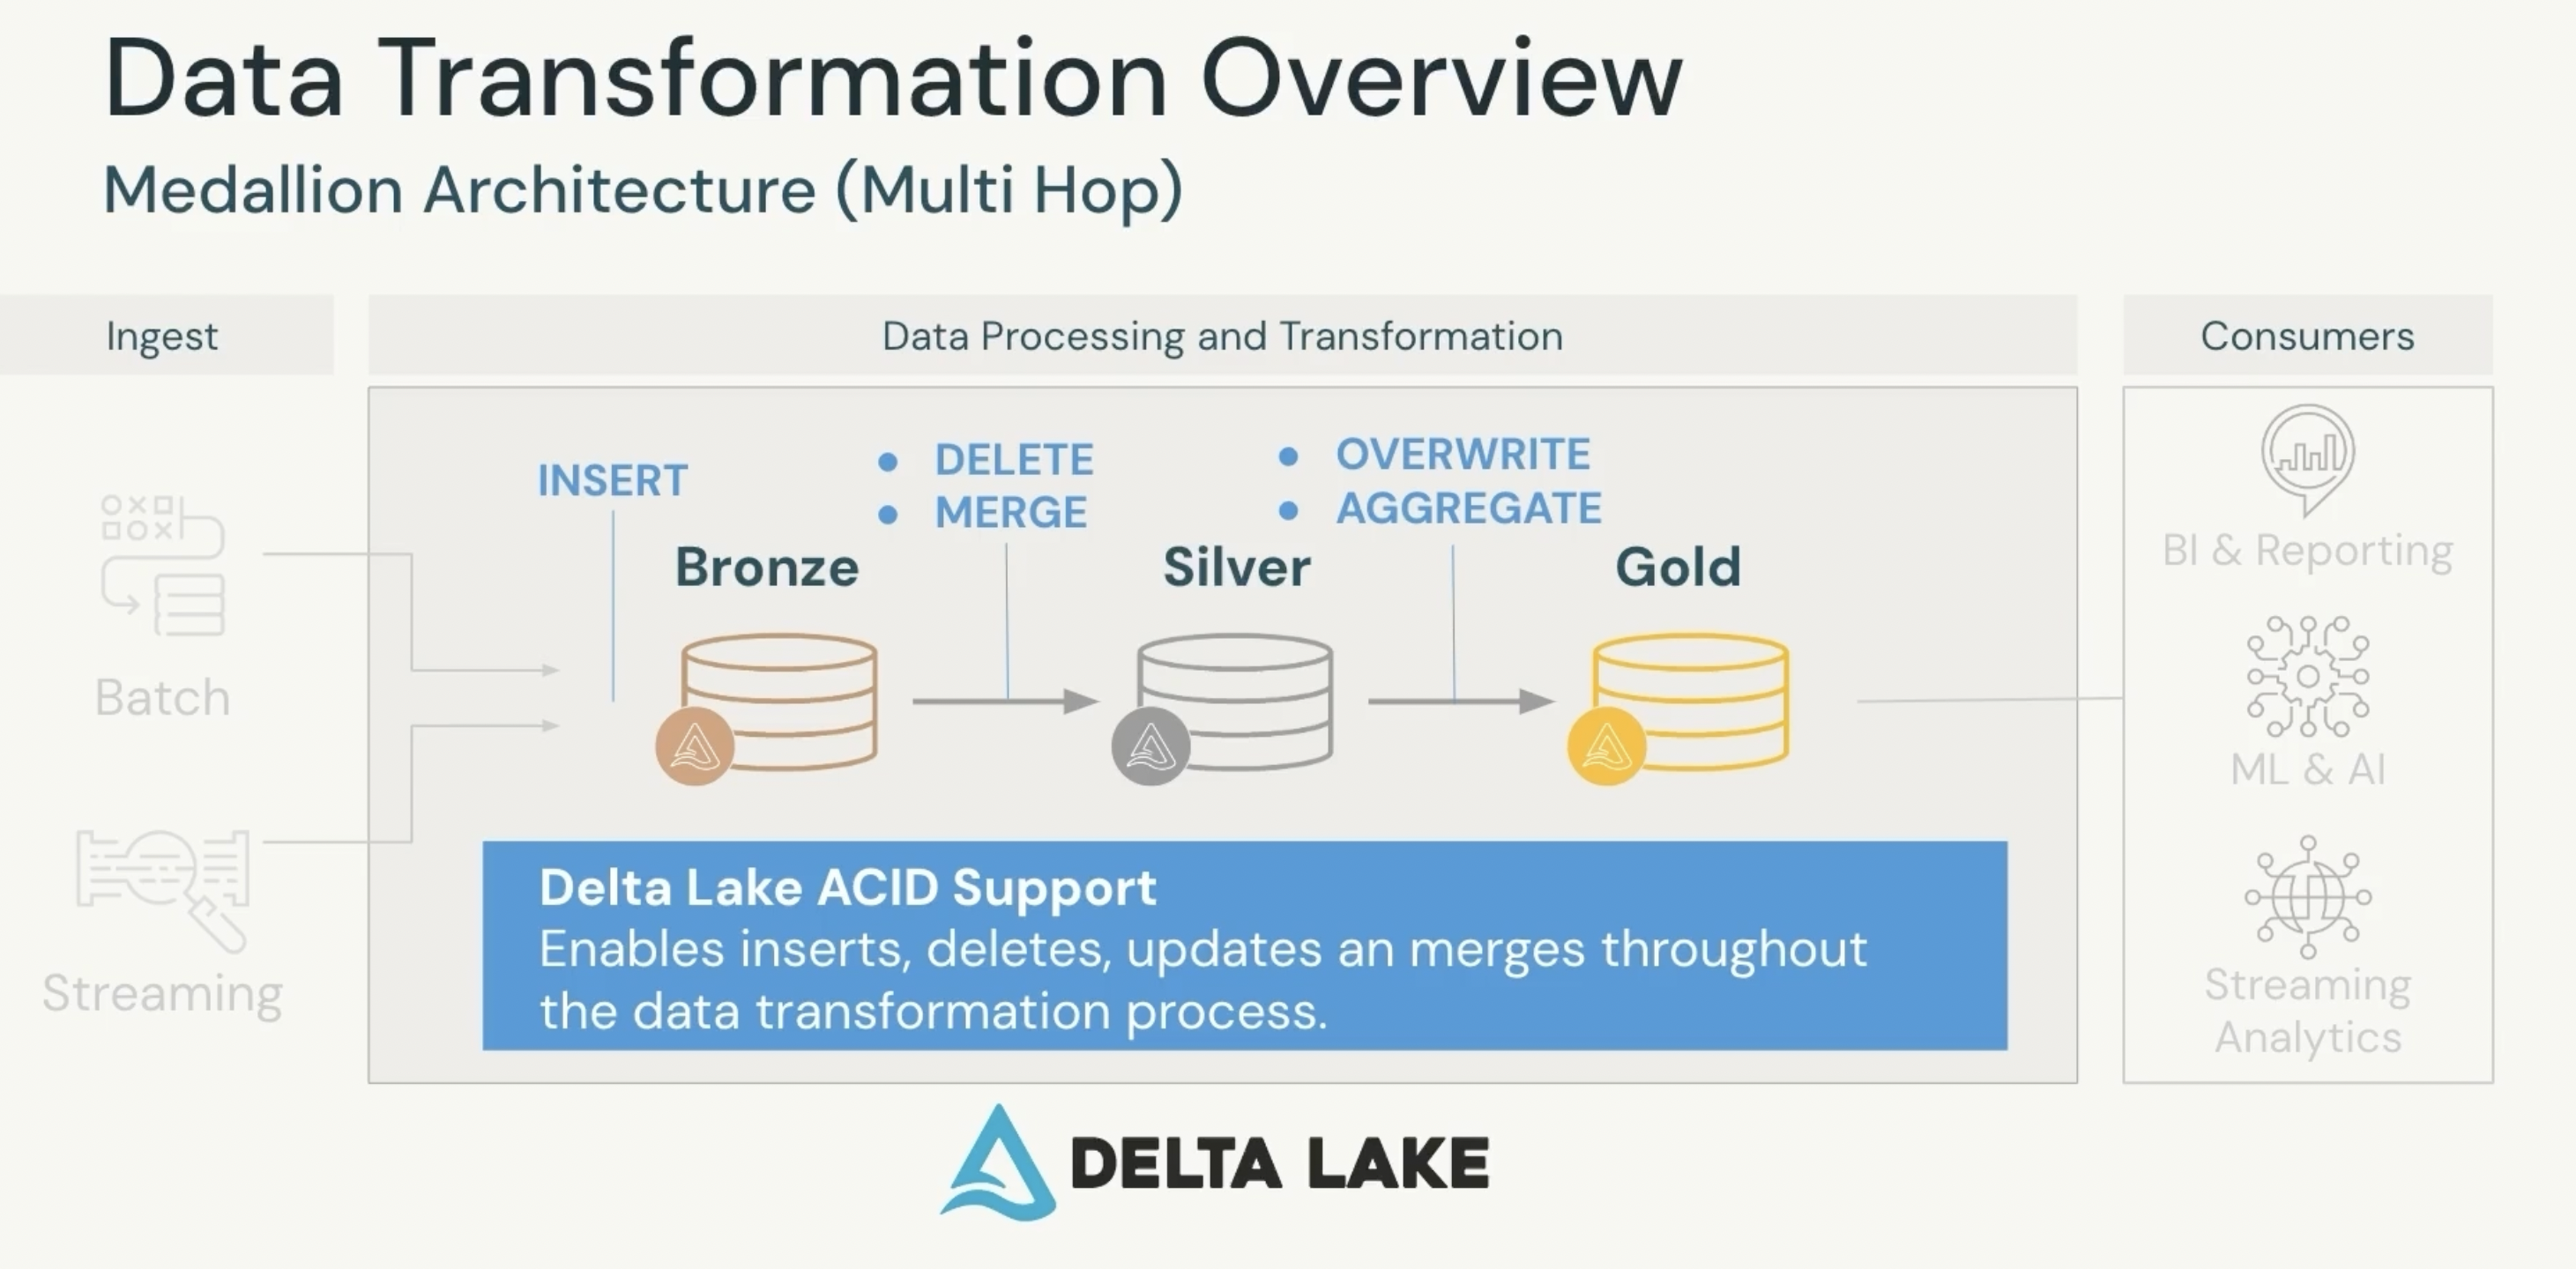 Data Transformation Overview
Medallion Architecture (Multi Hop)
Ingest
Data Processing and Transformation
Consumers
Batch
Streaming
INSERT
• DELETE
• MERGE
• OVERWRITE
• AGGREGATE
Bronze
Silver
Gold
Delta Lake ACID Support
Enables inserts, deletes, updates an merges throughout
the data transformation process.
BI & Reporting
ML & AI
Streaming
Analytics
DELTA LAKE